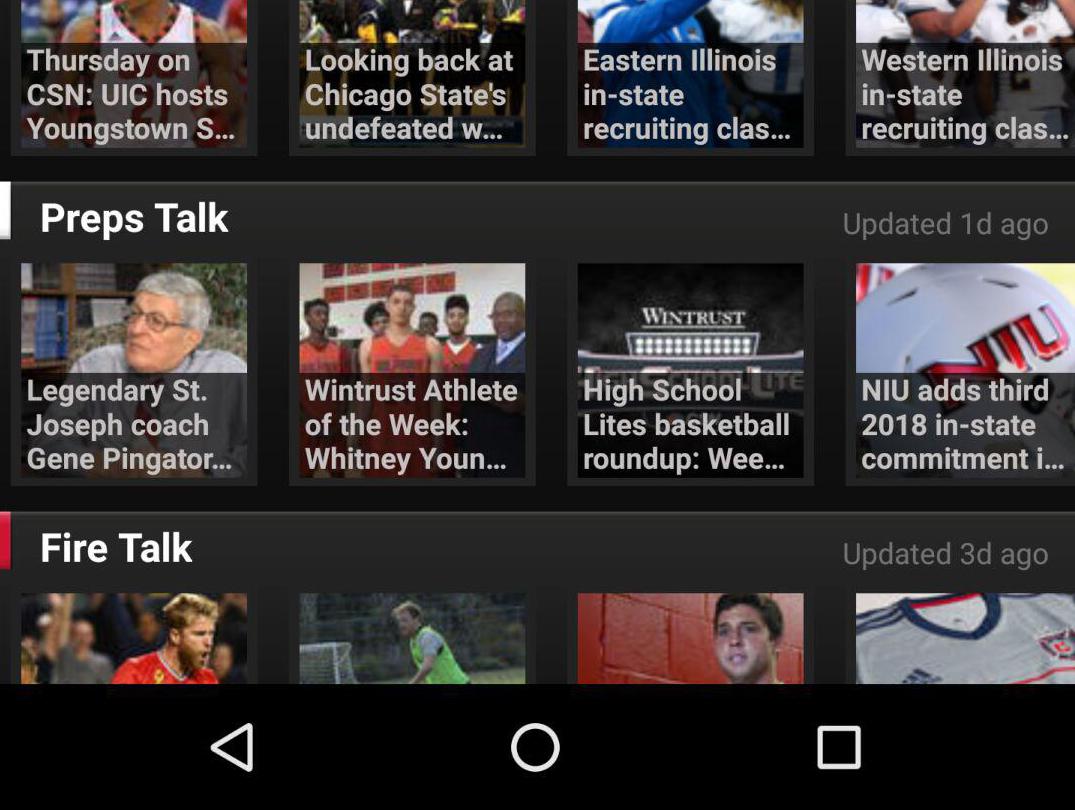 Thursday on
CSN: UIC hosts
Youngstown S...
Looking back at
Chicago State's
undefeated w...
Eastern Illinois
in-state
recruiting clas...
Western Illinois
in-state
recruiting clas...
Preps Talk
Updated 1d ago
Legendary St.
Joseph coach
Gene Pingator...
Wintrust Athlete
of the Week:
Whitney Youn...
WINTRUST
High School
Lites basketball
roundup: Wee...
NIU
NIU adds third
2018 in-state
commitment i...
Fire Talk
Updated 3d ago